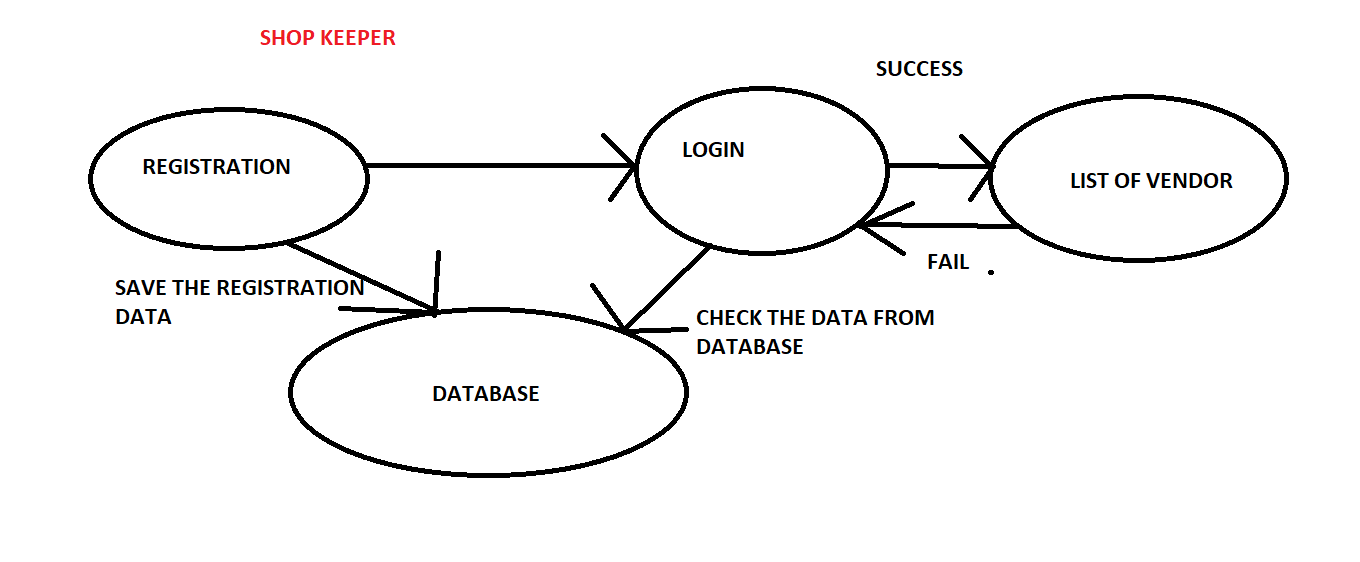 SHOP KEEPER
SUCCESS
REGISTRATION
LOGIN
LIST OF VENDOR
FAIL
SAVE THE REGISTRATION
DATA
CHECK THE DATA FROM
DATABASE
DATABASE